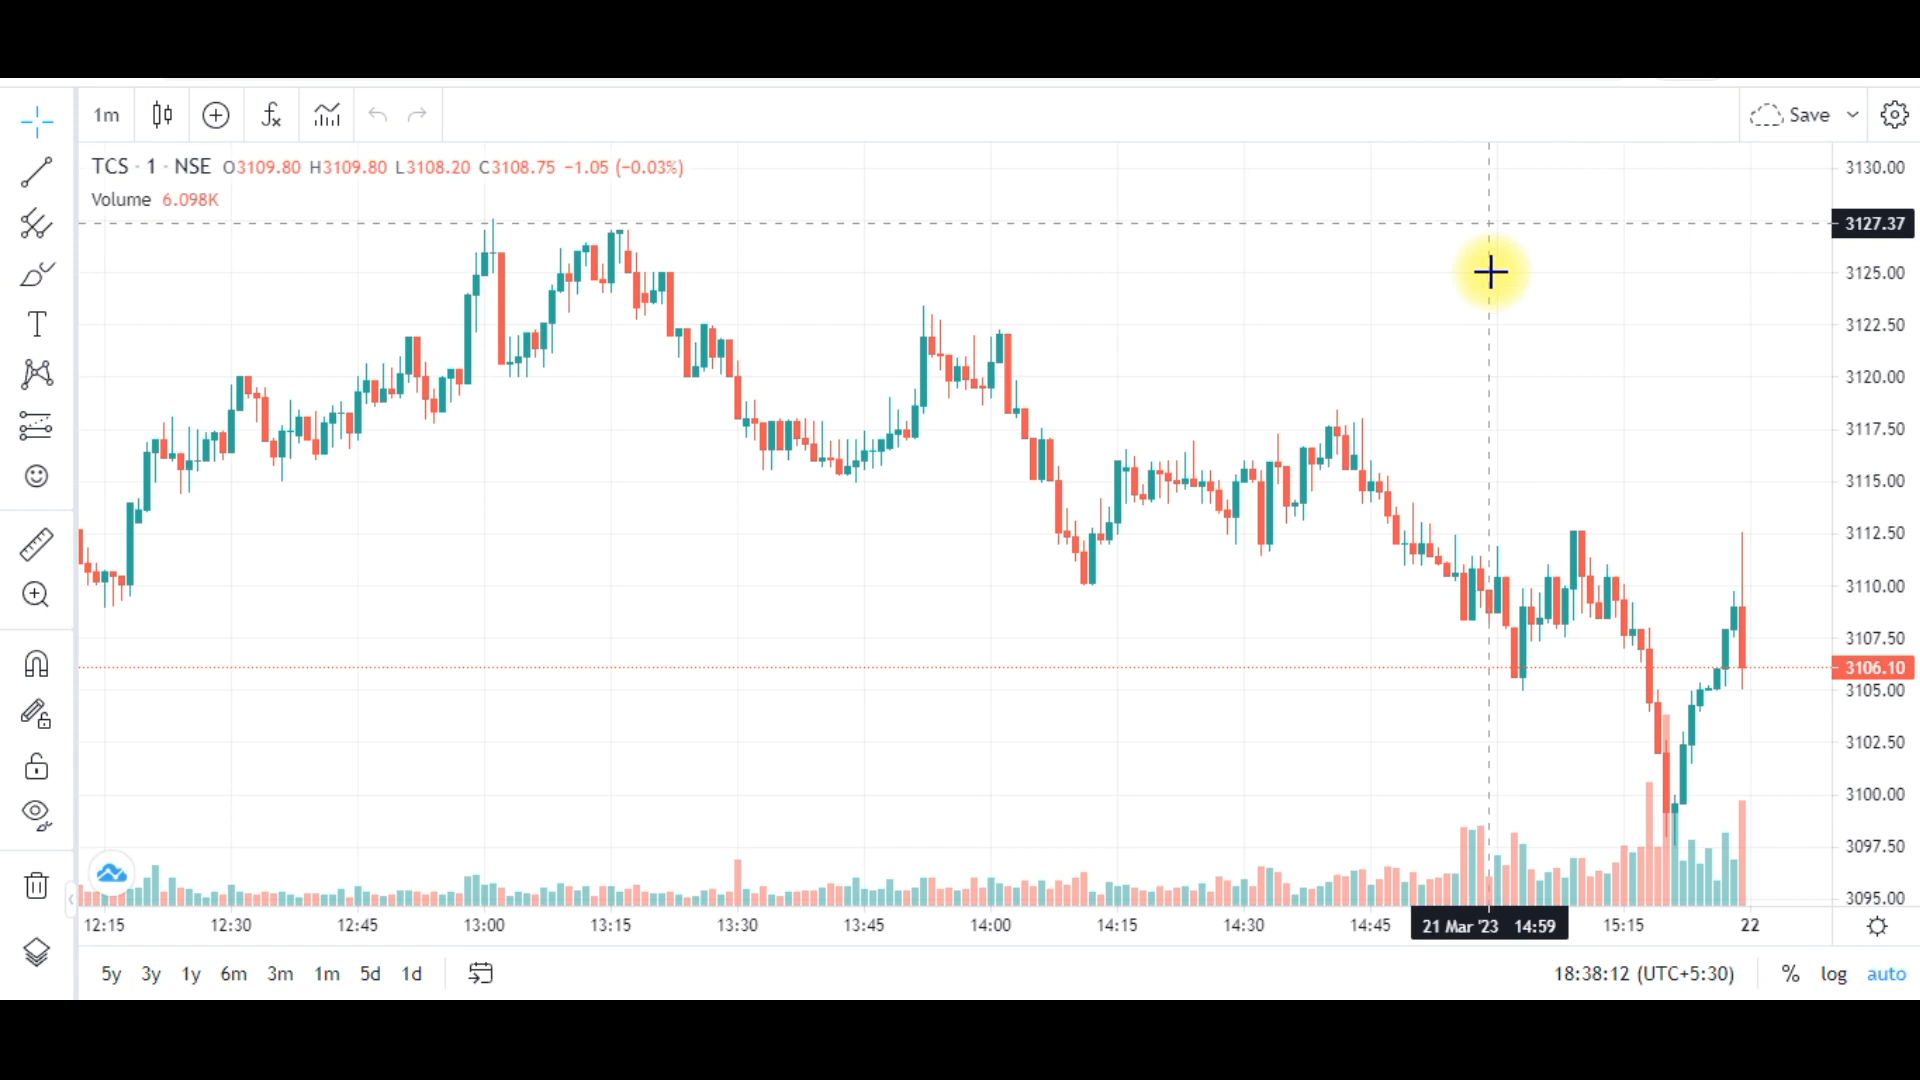 1m
Save
TCS · 1 · NSE O3109.80 H3109.80 L3108.20 C3108.75 −1.05 (−0.03%)
Volume 6.098K
3130.00
3127.37
3125.00
3122.50
3120.00
3117.50
3115.00
3112.50
3110.00
3107.50
3106.10
3105.00
3102.50
3100.00
3097.50
3095.00
12:15 12:30 12:45 13:00 13:15 13:30 13:45 14:00 14:15 14:30 14:45 21 Mar '23 14:59 15:15 22
5y 3y 1y 6m 3m 1m 5d 1d 18:38:12 (UTC+5:30) % log auto